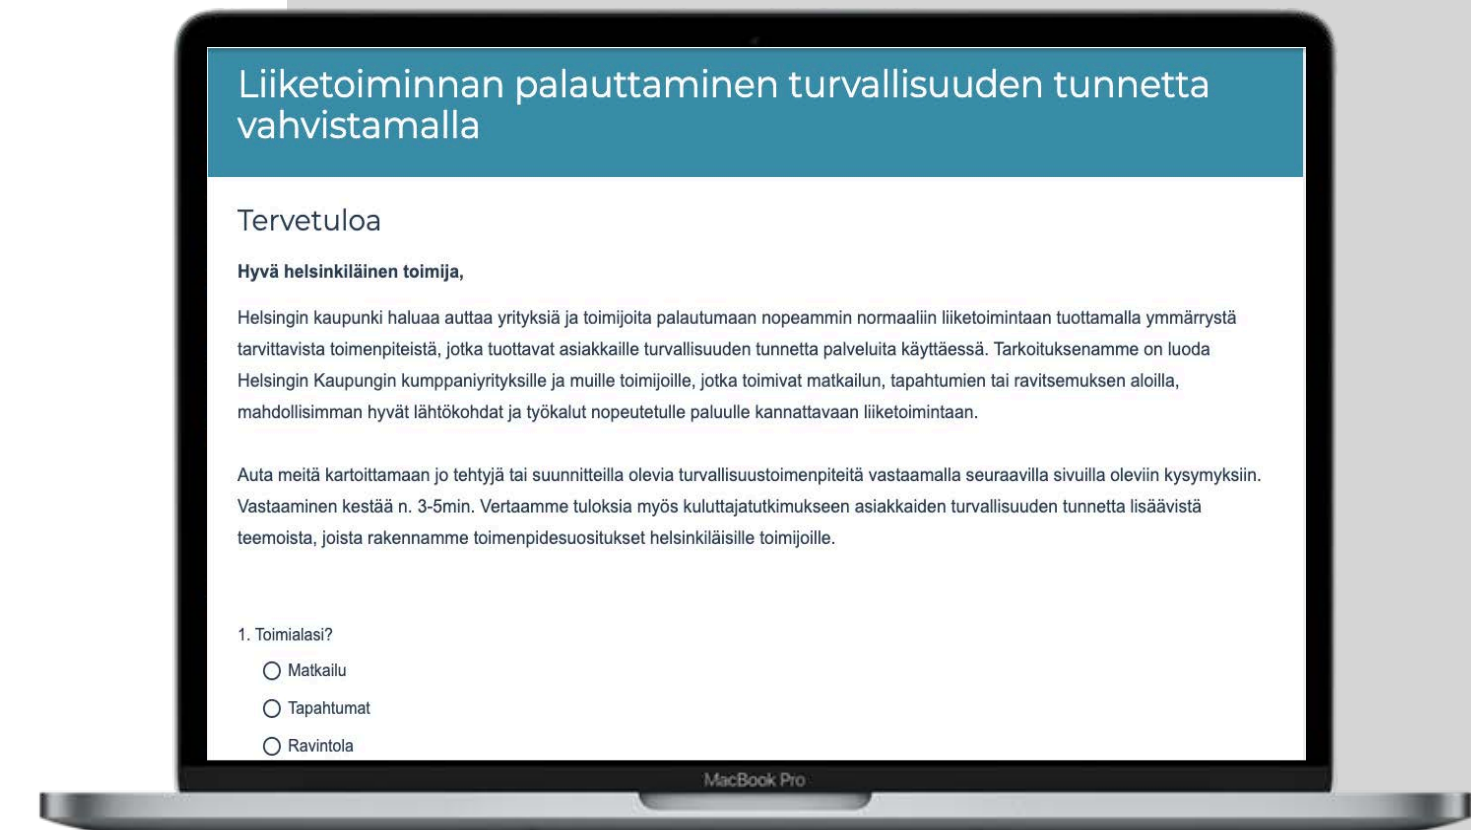 Liiketoiminnan palauttaminen turvallisuuden tunnetta
vahvistamalla
Tervetuloa
Hyvä helsinkiläinen toimija,
Helsingin kaupunki haluaa auttaa yrityksiä ja toimijoita palautumaan nopeammin normaaliin liiketoimintaan tuottamalla ymmärrystä
tarvittavista toimenpiteistä, jotka tuottavat asiakkaille turvallisuuden tunnetta palveluita käyttäessä. Tarkoituksenamme on luoda
Helsingin Kaupungin kumppaniyrityksille ja muille toimijoille, jotka toimivat matkailun, tapahtumien tai ravitsemuksen aloilla,
mahdollisimman hyvät lähtökohdat ja työkalut nopeutetulle paluulle kannattavaan liiketoimintaan.
Auta meitä kartoittamaan jo tehtyjä tai suunnitteilla olevia turvallisuustoimenpiteitä vastaamalla seuraavilla sivuilla oleviin kysymyksiin.
Vastaaminen kestää n. 3-5min. Vertaamme tuloksia myös kuluttajatutkimukseen asiakkaiden turvallisuuden tunnetta lisäävistä
teemoista, joista rakennamme toimenpidesuositukset helsinkiläisille toimijoille.
1. Toimialasi?
Matkailu
Tapahtumat
Ravintola
MacBook Pro